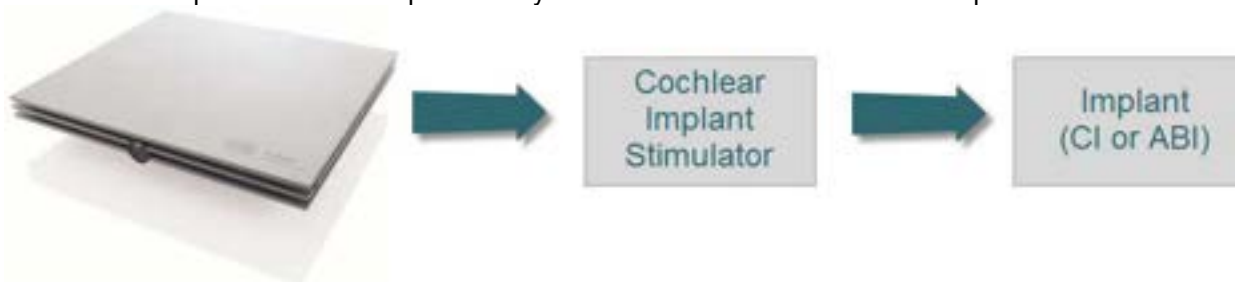 Cochlear
Implant
Stimulator
Implant
(CI or ABI)